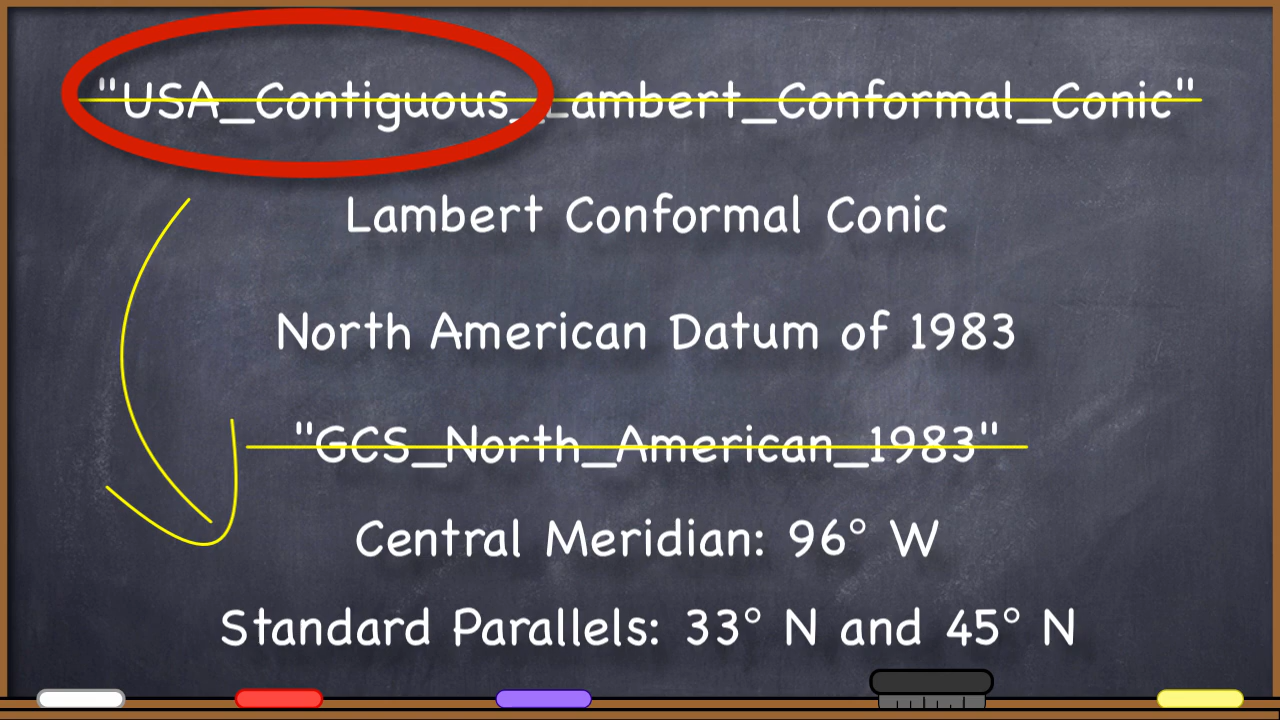 "USA_Contiguous_Lambert_Conformal_Conic"
Lambert Conformal Conic
North American Datum of 1983
"GCS_North_American_1983"
Central Meridian: 96° W
Standard Parallels: 33° N and 45° N